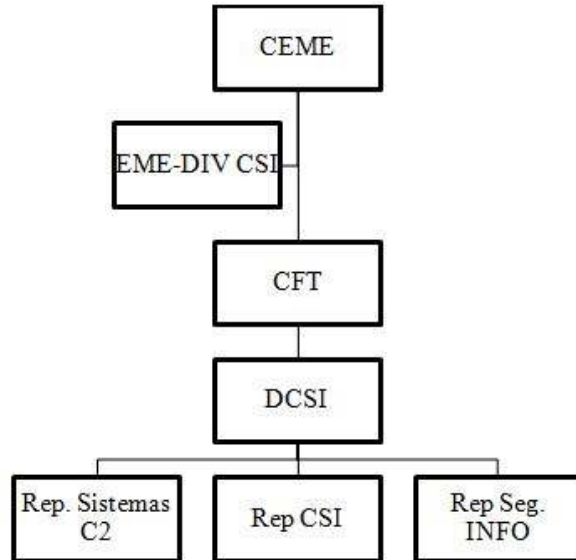 CEME
EME-DIV CSI
CFT
DCSI
Rep. Sistemas
C2
Rep CSI
Rep Seg.
INFO